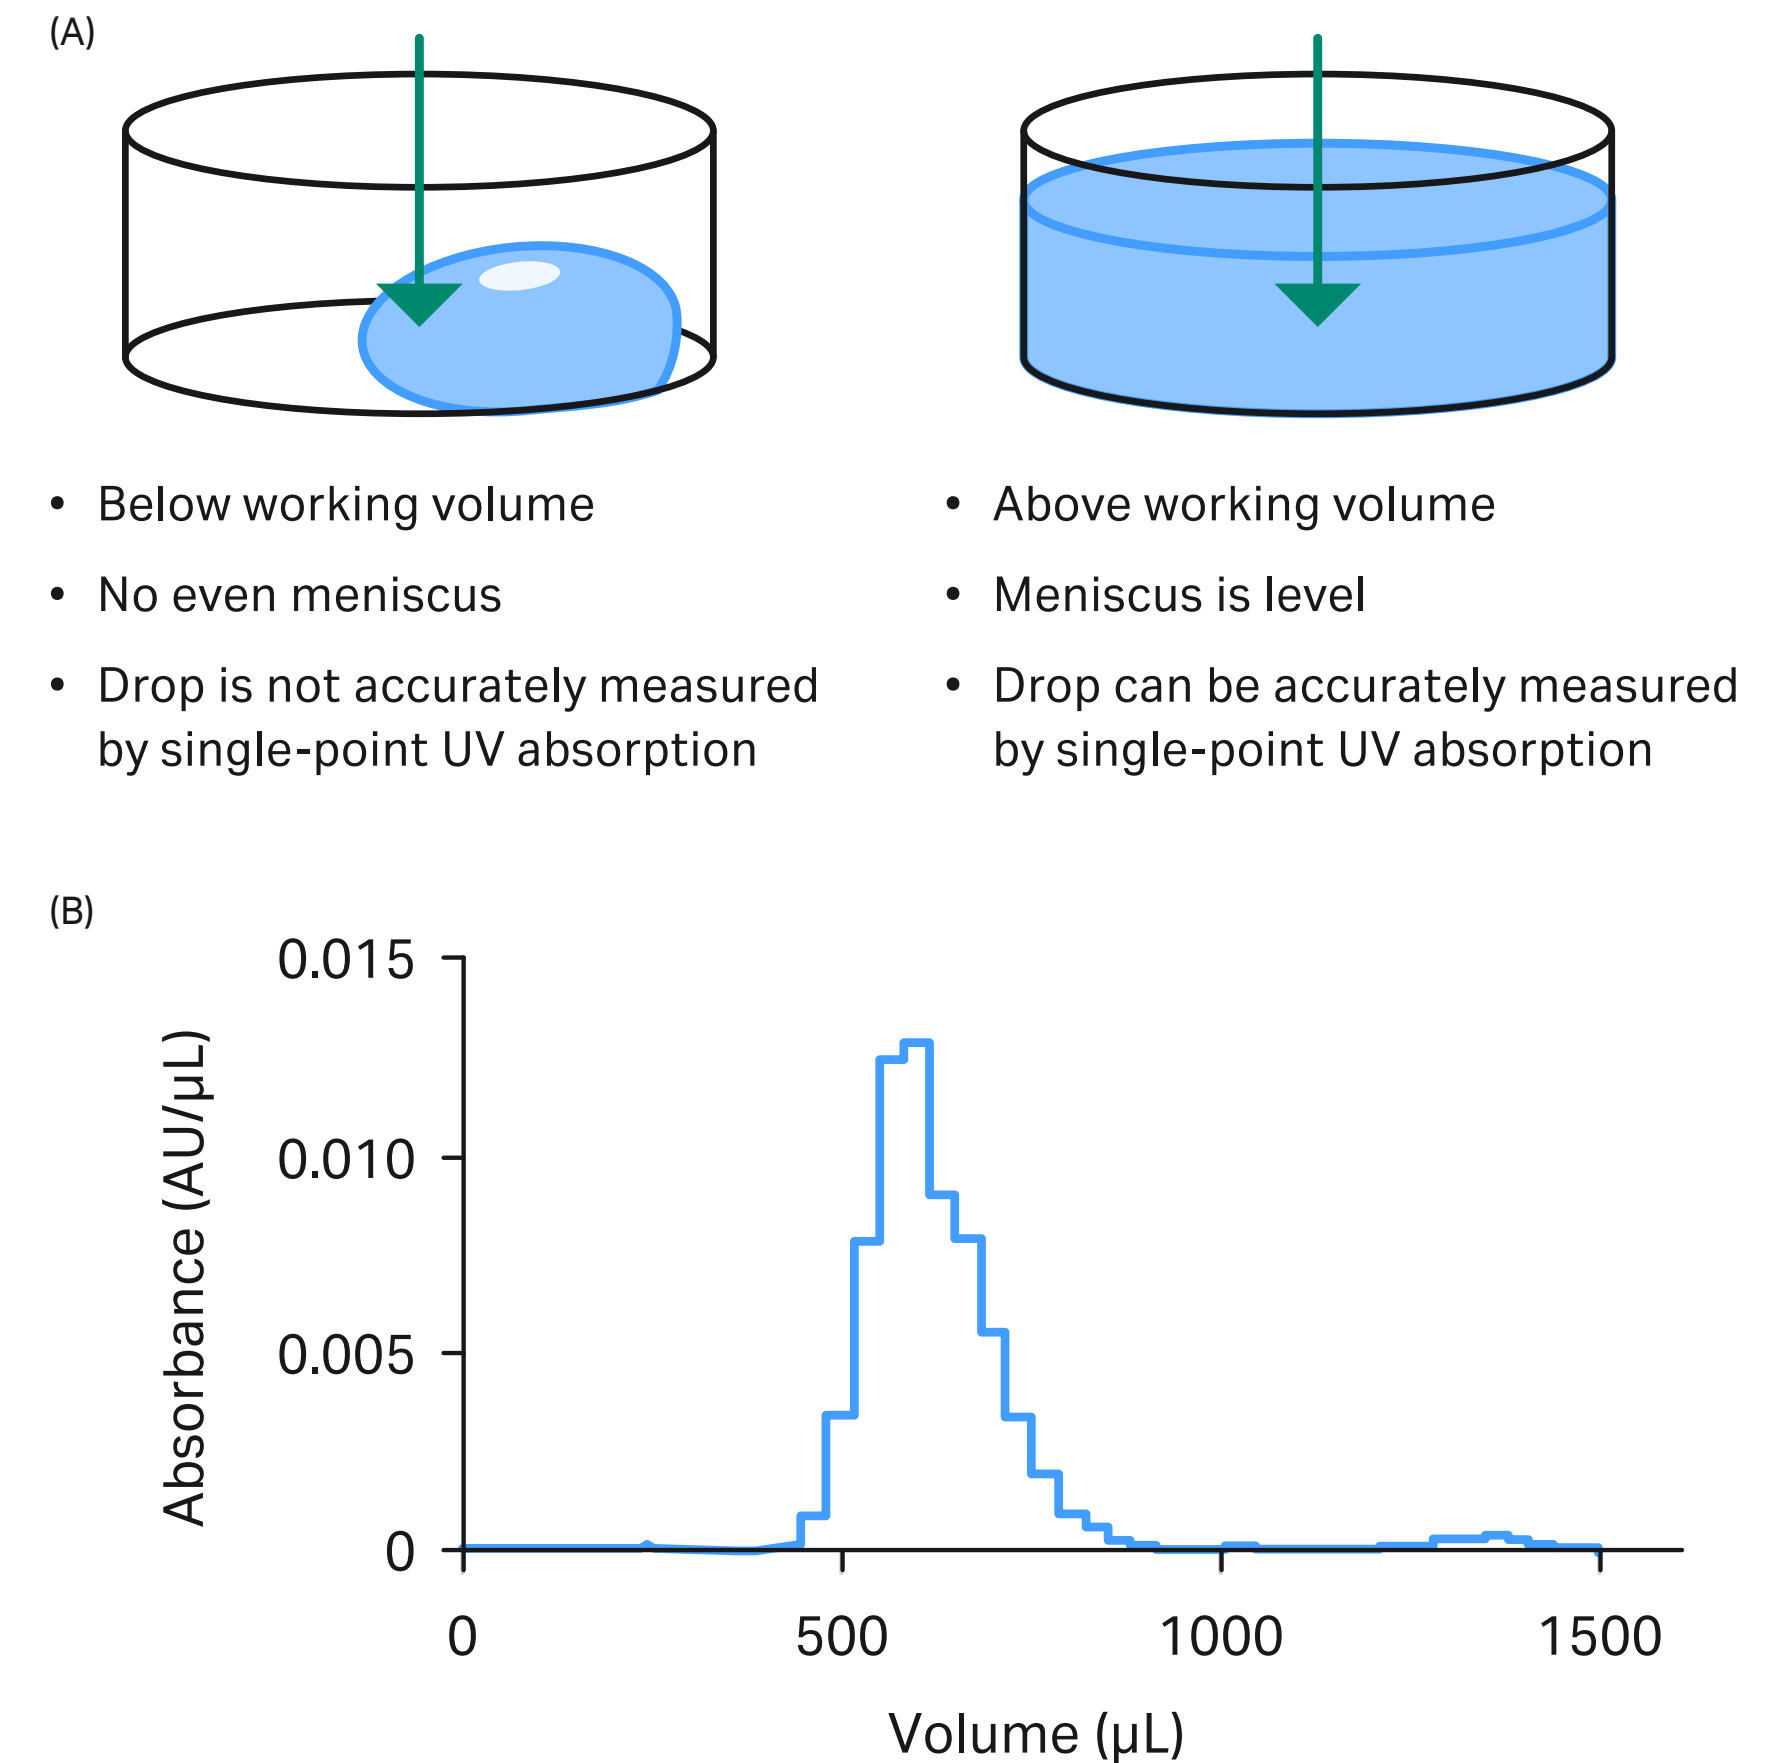 (A)
• Below working volume
• No even meniscus
• Drop is not accurately measured
by single-point UV absorption
• Above working volume
• Meniscus is level
• Drop can be accurately measured
by single-point UV absorption
(B)
Absorbance (AU/µL)
0.015
0.010
0.005
0
0 500 1000 1500
Volume (µL)